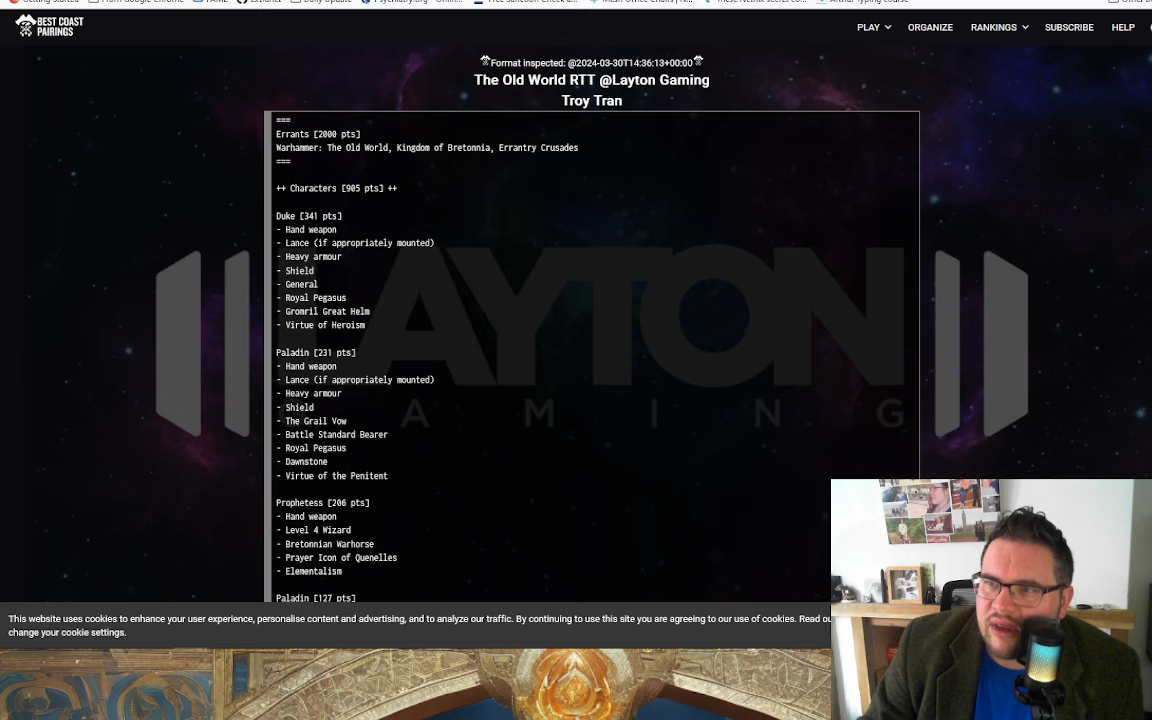 BEST COAST
PAIRINGS
PLAY
ORGANIZE
RANKINGS
SUBSCRIBE
HELP
Format inspected: @2024-03-30T14:36:13+00:00
The Old World RTT @Layton Gaming
Troy Tran
===
Errants [2000 pts]
Warhammer: The Old World, Kingdom of Bretonnia, Errantry Crusades
===
++ Characters [905 pts] ++
Duke [341 pts]
- Hand weapon
- Lance (if appropriately mounted)
- Heavy armour
- Shield
- General
- Royal Pegasus
- Gromril Great Helm
- Virtue of Heroism
Paladin [231 pts]
- Hand weapon
- Lance (if appropriately mounted)
- Heavy armour
- Shield
- The Grail Vow
- Battle Standard Bearer
- Royal Pegasus
- Dawnstone
- Virtue of the Penitent
Prophetess [206 pts]
- Hand weapon
- Level 4 Wizard
- Bretonnian Warhorse
- Prayer Icon of Quenelles
- Elementalism
Paladin [127 pts]
LAYTON
GAMING
This website uses cookies to enhance your user experience, personalise content and advertising, and to analyze our traffic. By continuing to use this site you are agreeing to our use of cookies. Read ou
change your cookie settings.